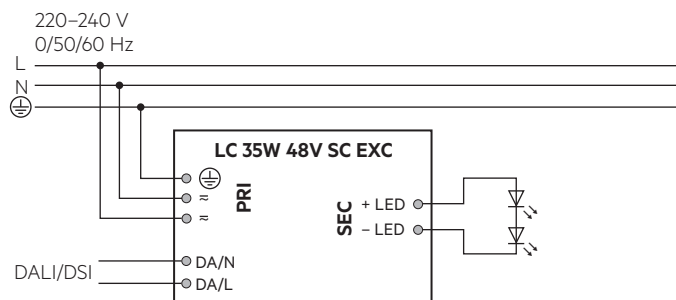 220–240 V
0/50/60 Hz
L
N
LC 35W 48V SC EXC
PRI
≂
≂
SEC
+ LED
– LED
DALI/DSI
DA/N
DA/L